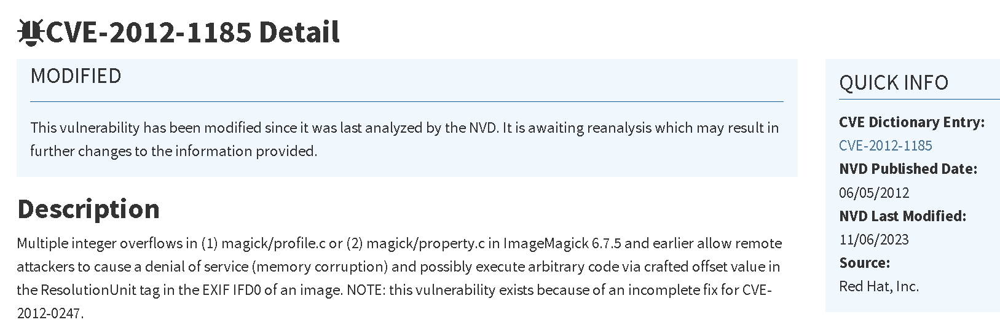 CVE-2012-1185 Detail
MODIFIED
This vulnerability has been modified since it was last analyzed by the NVD. It is awaiting reanalysis which may result in
further changes to the information provided.
Description
Multiple integer overflows in (1) magick/profile.c or (2) magick/property.c in ImageMagick 6.7.5 and earlier allow remote
attackers to cause a denial of service (memory corruption) and possibly execute arbitrary code via crafted offset value in
the ResolutionUnit tag in the EXIF IFD0 of an image. NOTE: this vulnerability exists because of an incomplete fix for CVE-
2012-0247.
QUICK INFO
CVE Dictionary Entry:
CVE-2012-1185
NVD Published Date:
06/05/2012
NVD Last Modified:
11/06/2023
Source:
Red Hat, Inc.